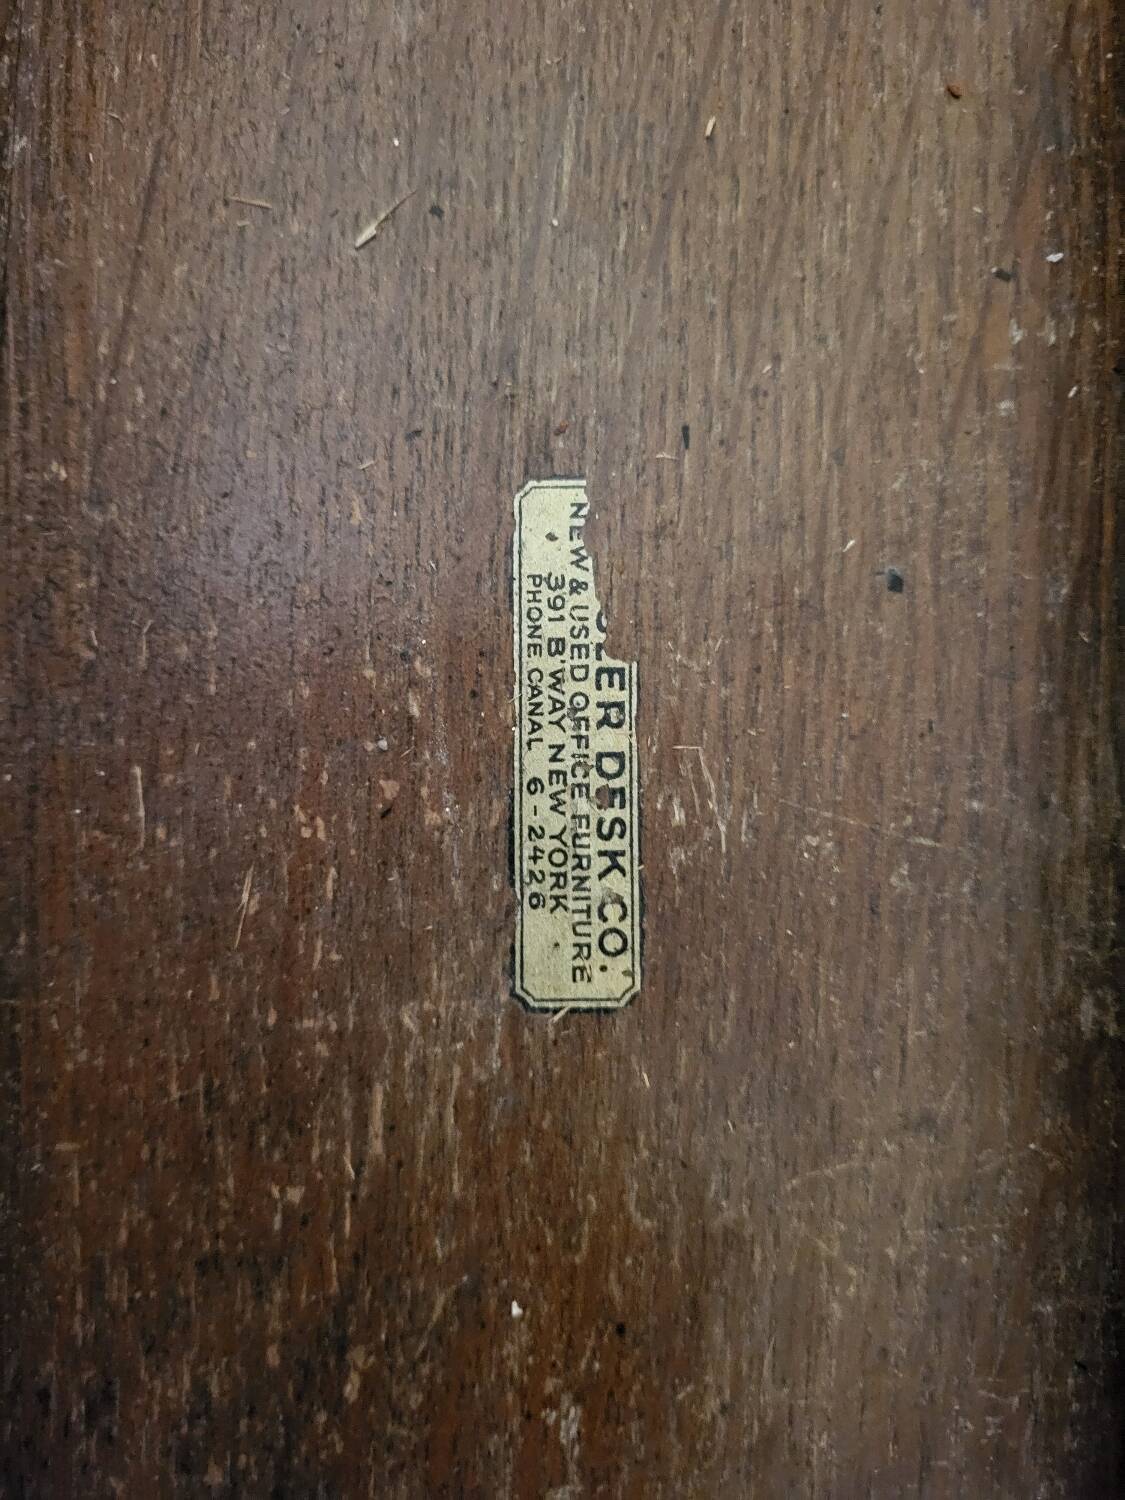 ER DESK CO.
NEW & USED OFFICE FURNITURE
391 B'WAY NEW YORK
PHONE CANAL 6-2426